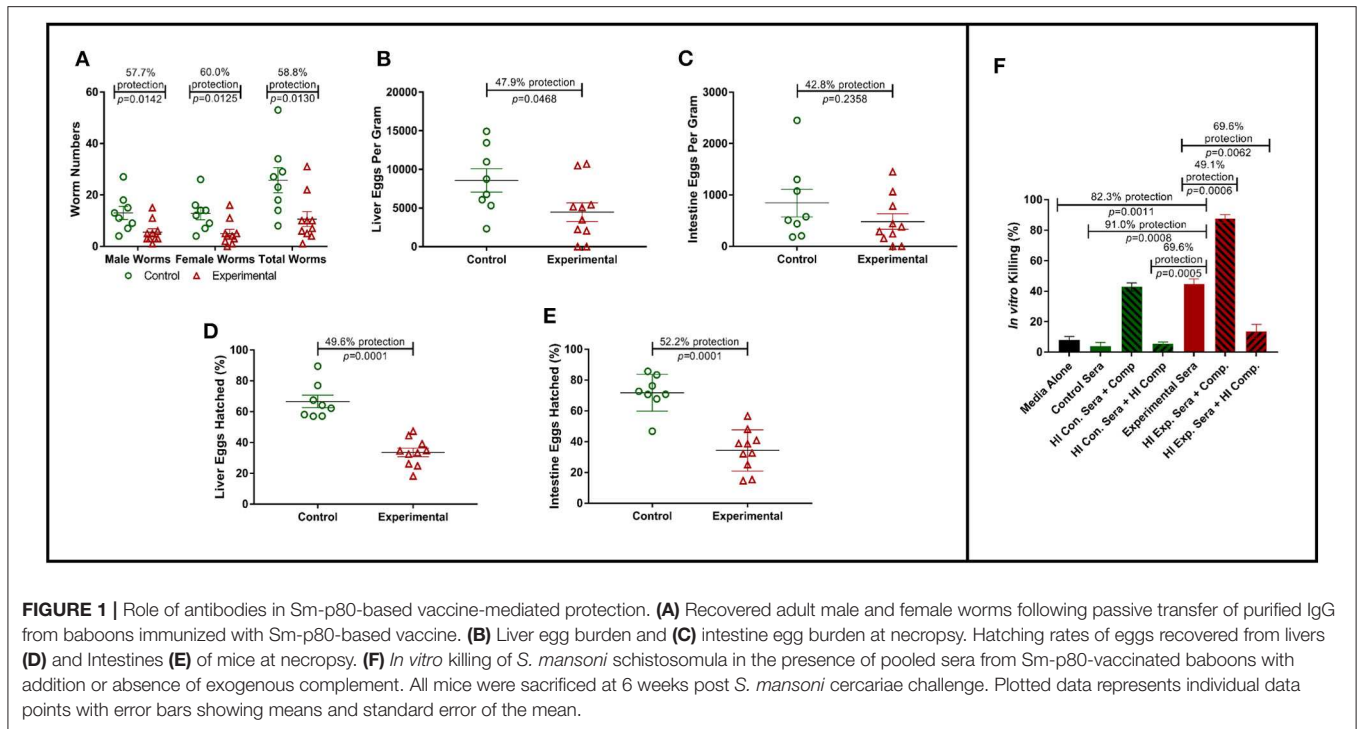 A
57.7% 60.0% 58.8%
protection protection protection
p=0.0142 p=0.0125 p=0.0130
60
40
20
0
Worm Numbers
Male Worms Female Worms Total Worms
Control Experimental
B
47.9% protection
p=0.0468
20000
15000
10000
5000
0
Liver Eggs Per Gram
Control Experimental
C
42.8% protection
p=0.2358
3000
2000
1000
0
Intestine Eggs Per Gram
Control Experimental
D
49.6% protection
p=0.0001
100
80
60
40
20
0
Liver Eggs Hatched (%)
Control Experimental
E
52.2% protection
p=0.0001
100
80
60
40
20
0
Intestine Eggs Hatched (%)
Control Experimental
F
69.6%
protection
p=0.0062
49.1%
protection
p=0.0006
82.3% protection
p=0.0011
91.0% protection
p=0.0008
69.6%
protection
p=0.0005
100
80
60
40
20
0
In vitro Killing (%)
Media Alone
Control Sera
HI Con. Sera + Comp
HI Con. Sera + HI Comp
Experimental Sera
HI Exp. Sera + Comp.
HI Exp. Sera + HI Comp.
FIGURE 1 | Role of antibodies in Sm-p80-based vaccine-mediated protection. (A) Recovered adult male and female worms following passive transfer of purified IgG
from baboons immunized with Sm-p80-based vaccine. (B) Liver egg burden and (C) intestine egg burden at necropsy. Hatching rates of eggs recovered from livers
(D) and Intestines (E) of mice at necropsy. (F) In vitro killing of S. mansoni schistosomula in the presence of pooled sera from Sm-p80-vaccinated baboons with
addition or absence of exogenous complement. All mice were sacrificed at 6 weeks post S. mansoni cercariae challenge. Plotted data represents individual data
points with error bars showing means and standard error of the mean.